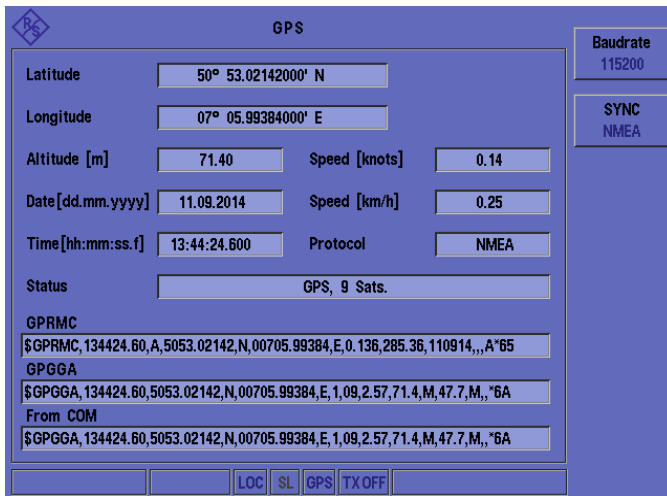 R&S
GPS
Baudrate
115200
SYNC
NMEA
Latitude 50° 53.02142000' N
Longitude 07° 05.99384000' E
Altitude [m] 71.40 Speed [knots] 0.14
Date[dd.mm.yyyy] 11.09.2014 Speed [km/h] 0.25
Time[hh:mm:ss.f] 13:44:24.600 Protocol NMEA
Status GPS, 9 Sats.
GPRMC
$GPRMC,134424.60,A,5053.02142,N,00705.99384,E,0.136,285.36,110914,,,A*65
GPGGA
$GPGGA,134424.60,5053.02142,N,00705.99384,E,1,09,2.57,71.4,M,47.7,M,,*6A
From COM
$GPGGA,134424.60,5053.02142,N,00705.99384,E,1,09,2.57,71.4,M,47.7,M,,*6A
LOC SL GPS TX OFF